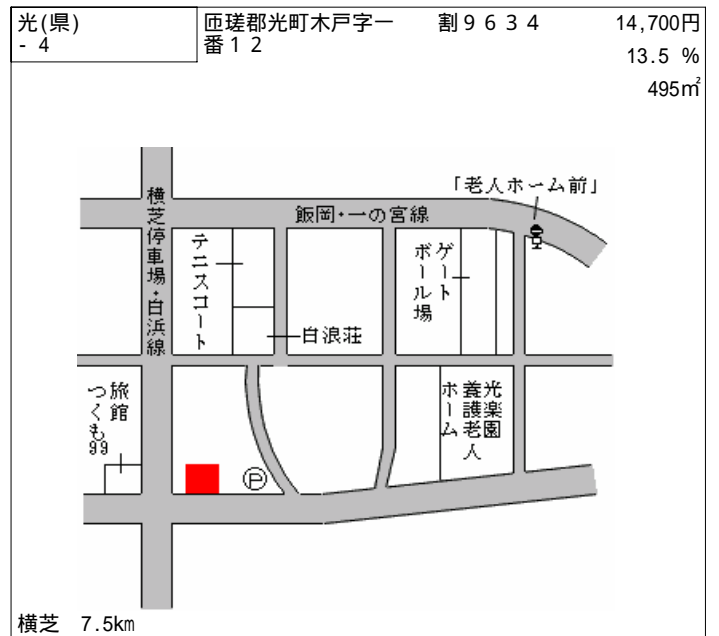 光(県)
- 4
匝瑳郡光町木戸字一　割９６３４
番１２
14,700円
13.5 %
495㎡
「老人ホーム前」
飯岡・一の宮線
横芝停車場・白浜線
テニスコート
ゲート
ボール場
白浪荘
旅館
つくも99
光楽園
養護老人
ホーム
Ⓟ
横芝 7.5km